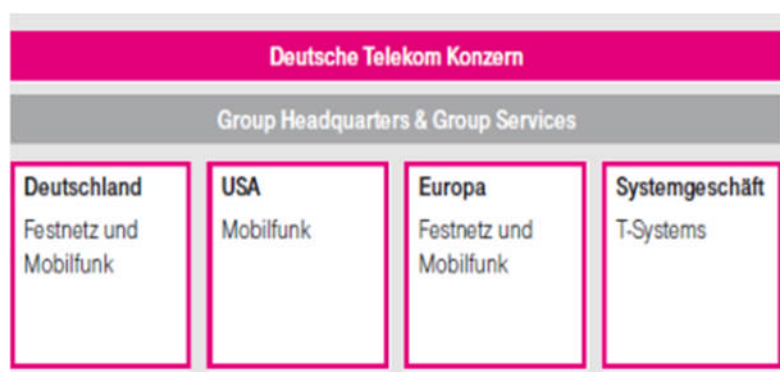 Deutsche Telekom Konzern
Group Headquarters & Group Services
Deutschland
Festnetz und
Mobilfunk
USA
Mobilfunk
Europa
Festnetz und
Mobilfunk
Systemgeschäft
T-Systems